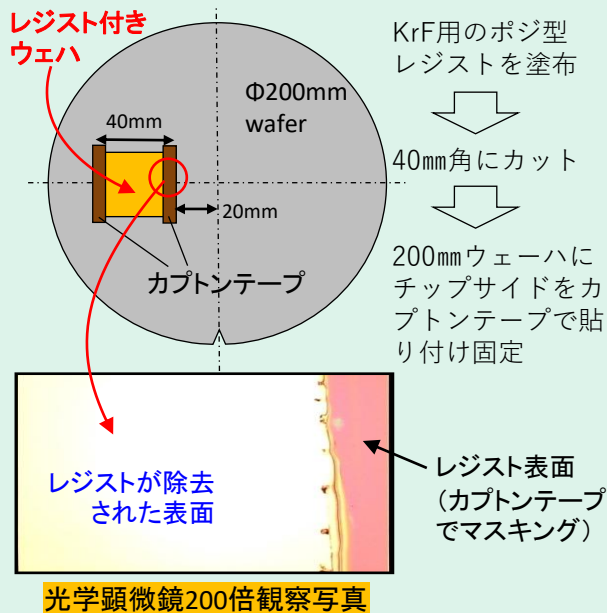 レジスト付き
ウェハ
40mm
Φ200mm
wafer
20mm
カプトンテープ
KrF用のポジ型
レジストを塗布
40㎜角にカット
200㎜ウェーハに
チップサイドをカ
プトンテープで貼
り付け固定
レジストが除去
された表面
レジスト表面
(カプトンテープ
でマスキング)
光学顕微鏡200倍観察写真